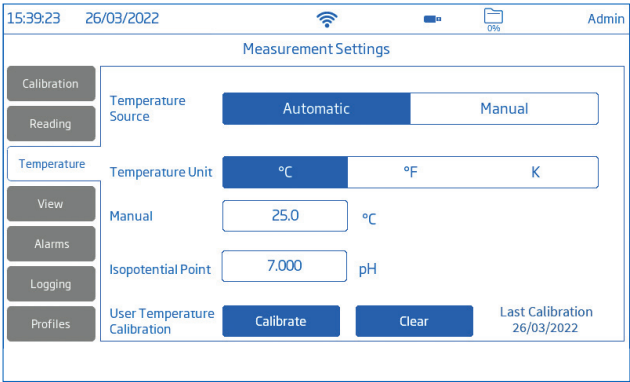 15:39:23 26/03/2022 0% Admin
Measurement Settings
Calibration
Reading
Temperature
View
Alarms
Logging
Profiles
Temperature
Source
Automatic Manual
Temperature Unit °C °F K
Manual 25.0 °C
Isopotential Point 7.000 pH
User Temperature
Calibration
Calibrate Clear
Last Calibration
26/03/2022